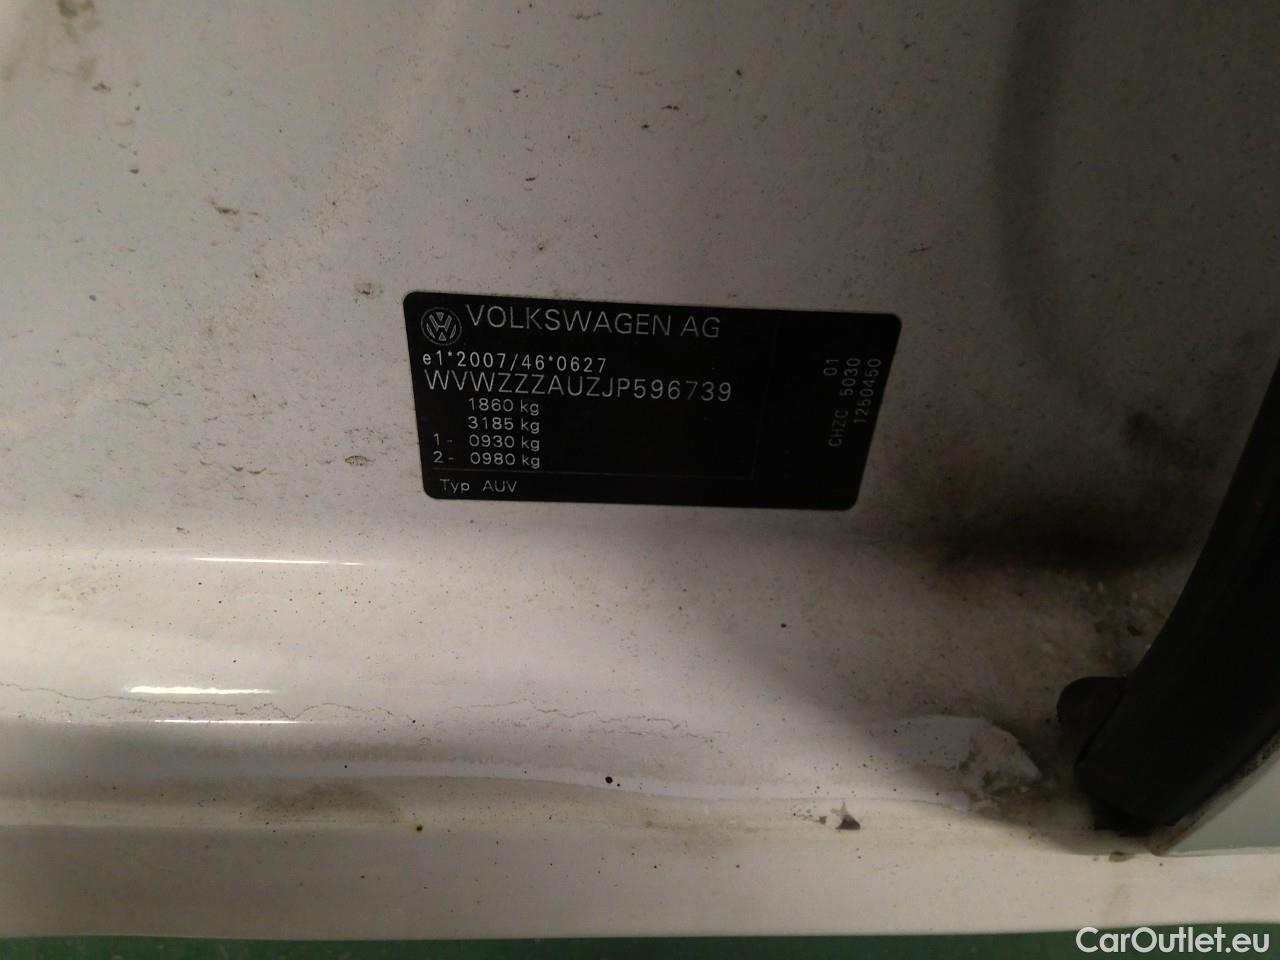 VOLKSWAGEN AG
e1*2007/46*0627
WVWZZZAUZJP596739
1860 kg
3185 kg
1- 0930 kg
2- 0980 kg
Typ AUV
01
CHZC 5030
1250450
CarOutlet.eu